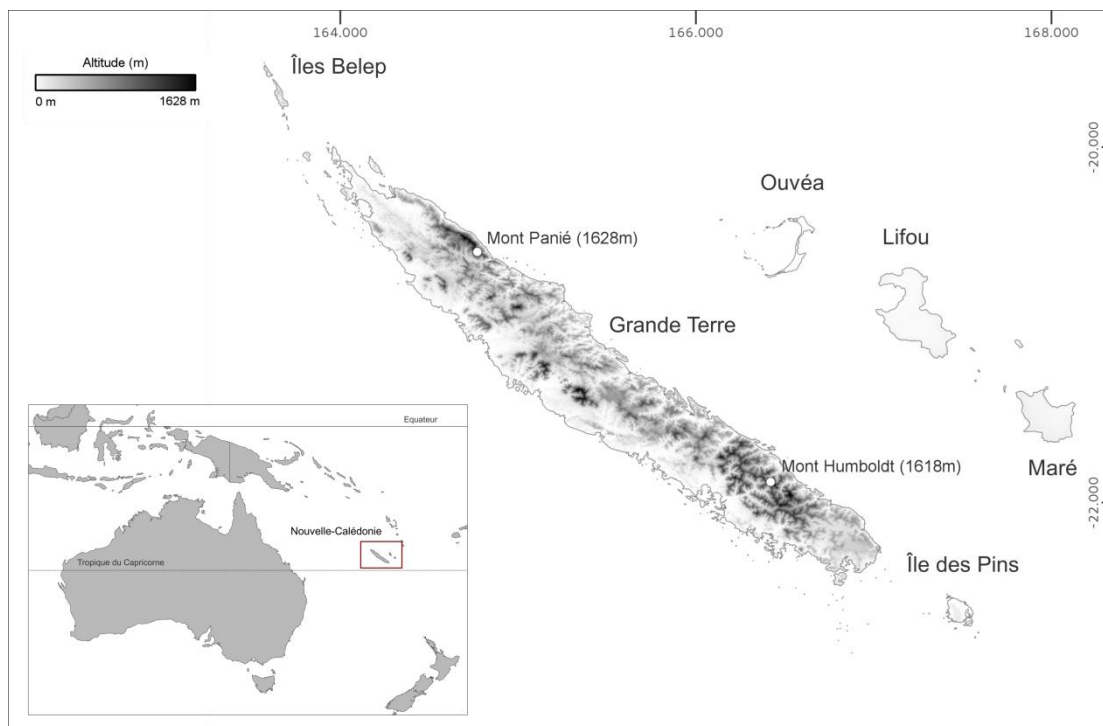 164.000
166.000
168.000
Altitude (m)
0 m
1628 m
Îles Belep
-20.000
Ouvéa
Lifou
Mont Panié (1628m)
Grande Terre
Maré
Mont Humboldt (1618m)
-22.000
Île des Pins
Equateur
Nouvelle-Calédonie
Tropique du Capricorne